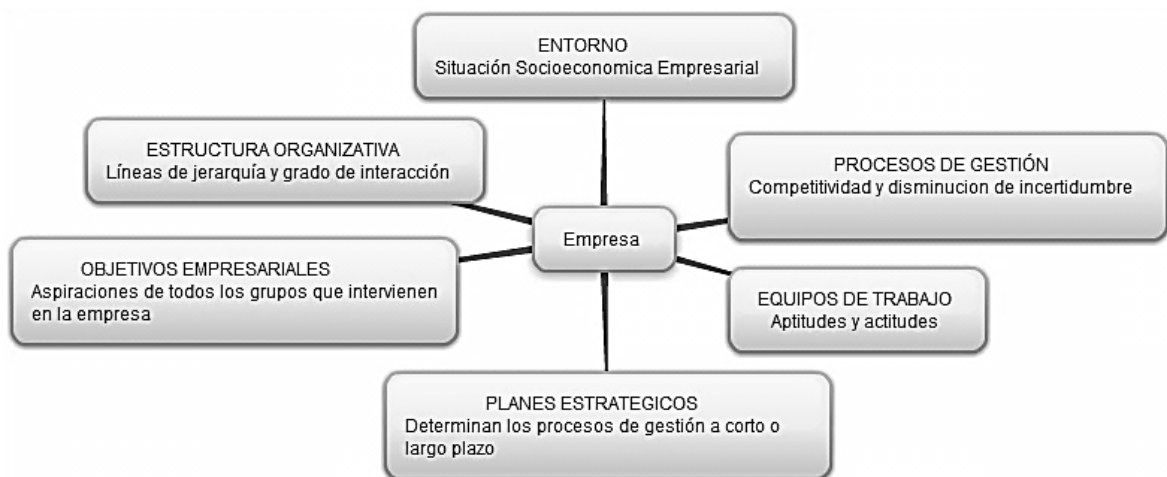 ENTORNO
Situación Socioeconomica Empresarial
ESTRUCTURA ORGANIZATIVA
Líneas de jerarquía y grado de interacción
PROCESOS DE GESTIÓN
Competitividad y disminucion de incertidumbre
Empresa
OBJETIVOS EMPRESARIALES
Aspiraciones de todos los grupos que intervienen
en la empresa
EQUIPOS DE TRABAJO
Aptitudes y actitudes
PLANES ESTRATEGICOS
Determinan los procesos de gestión a corto o
largo plazo